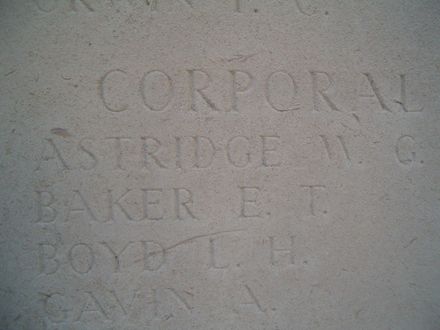 CORPORAL
ASTRIDGE W. G.
BAKER E. T.
BOYD L. H.
GAVIN A.